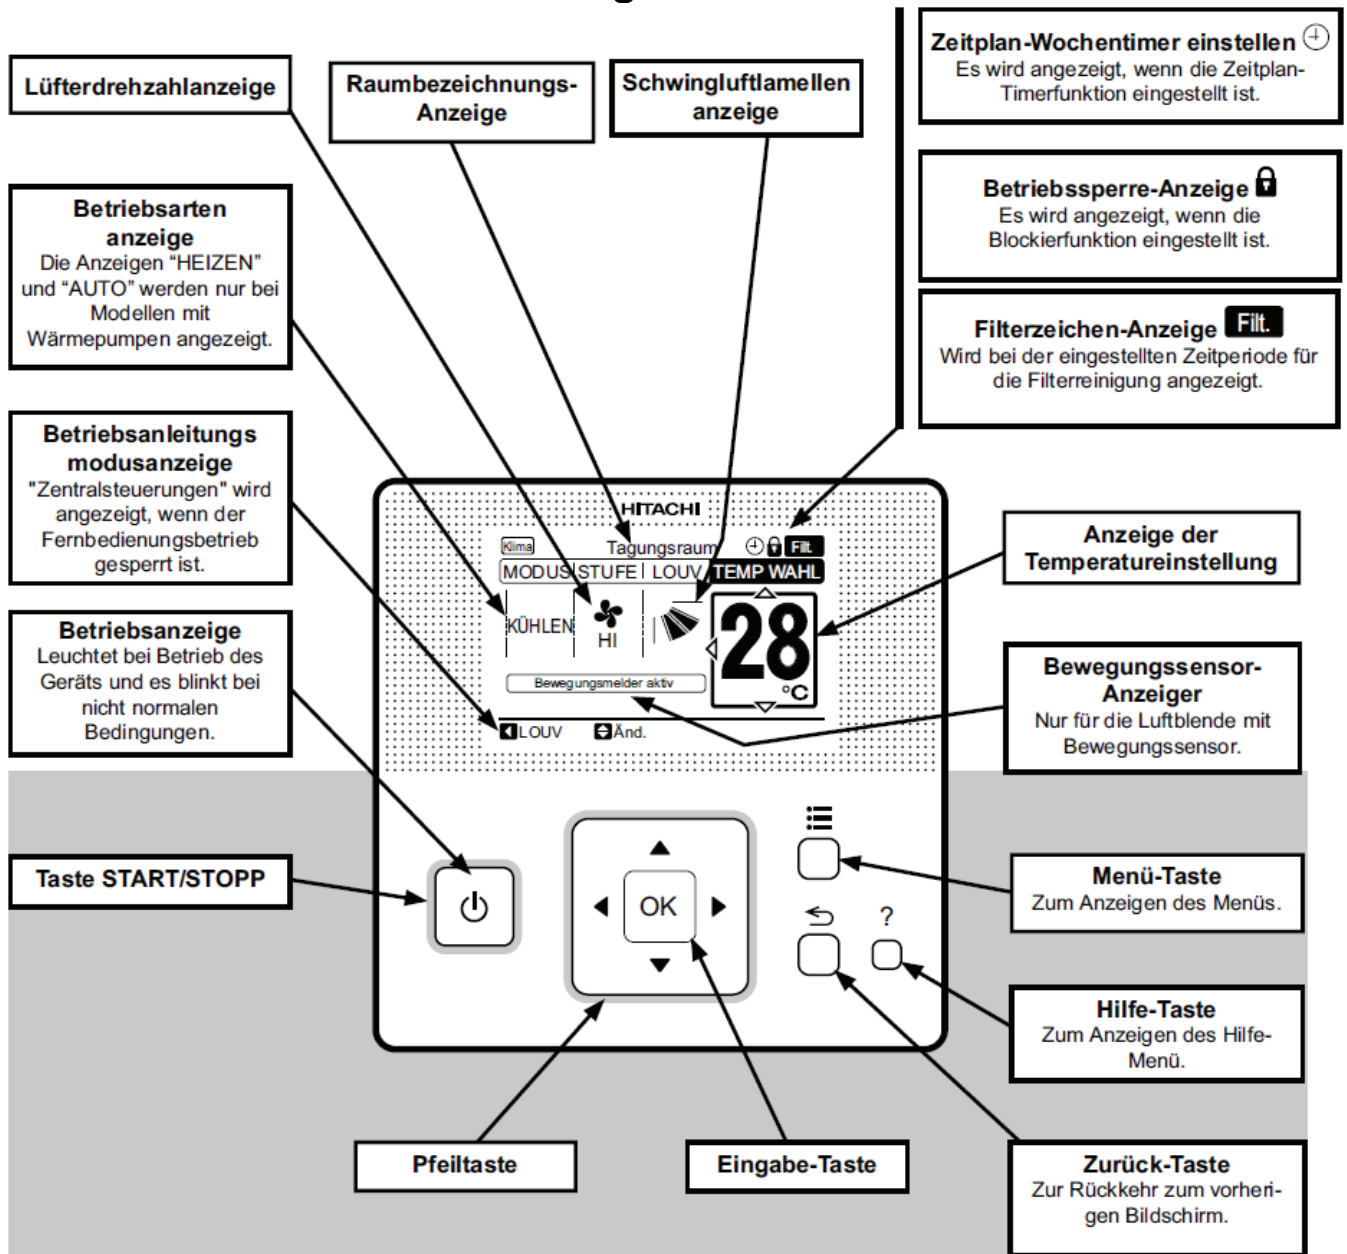 Zeitplan-Wochentimer einstellen
Es wird angezeigt, wenn die Zeitplan-
Timerfunktion eingestellt ist.
Lüfterdrehzahlanzeige
Raumbezeichnungs-
Anzeige
Schwingluftlamellen
anzeige
Betriebssperre-Anzeige
Es wird angezeigt, wenn die
Blockierfunktion eingestellt ist.
Betriebsarten
anzeige
Die Anzeigen “HEIZEN”
und “AUTO” werden nur bei
Modellen mit
Wärmepumpen angezeigt.
Filterzeichen-Anzeige Filt.
Wird bei der eingestellten Zeitperiode für
die Filterreinigung angezeigt.
Betriebsanleitungs
modusanzeige
"Zentralsteuerungen" wird
angezeigt, wenn der
Fernbedienungsbetrieb
gesperrt ist.
HITACHI
Klima Tagungsraum Filt.
MODUS STUFE LOUV TEMP WAHL
KÜHLEN HI 28 °C
Bewegungsmelder aktiv
LOUV Änd.
Anzeige der
Temperatureinstellung
Betriebsanzeige
Leuchtet bei Betrieb des
Geräts und es blinkt bei
nicht normalen
Bedingungen.
Bewegungssensor-
Anzeiger
Nur für die Luftblende mit
Bewegungssensor.
Taste START/STOPP
OK
?
Menü-Taste
Zum Anzeigen des Menüs.
Hilfe-Taste
Zum Anzeigen des Hilfe-
Menü.
Pfeiltaste
Eingabe-Taste
Zurück-Taste
Zur Rückkehr zum vorheri-
gen Bildschirm.